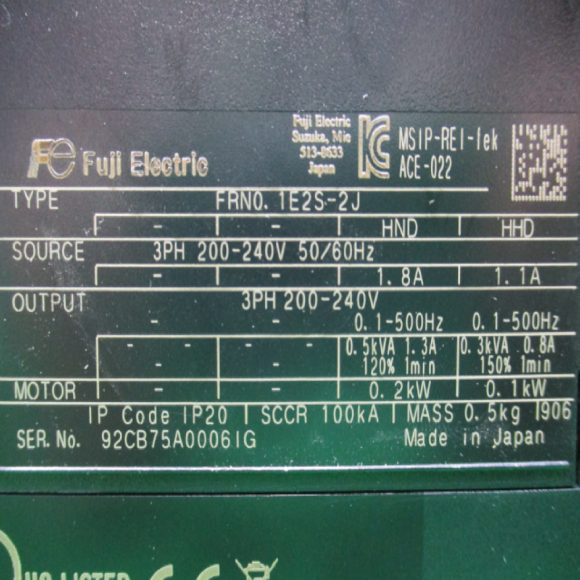 Fe Fuji Electric
Fuji Electric
Suzuka, Mie
513-8633
Japan
MSIP-REI-Iek
ACE-022
TYPE FRN0. 1E2S-2J
- - HND HHD
SOURCE 3PH 200-240V 50/60Hz
- - 1. 8A 1. 1A
OUTPUT 3PH 200-240V
- - 0. 1-500Hz 0. 1-500Hz
- - - - 0. 5kVA 1. 3A 0. 3kVA 0. 8A
- - 120% 1min 150% 1min
MOTOR - - 0. 2kW 0. 1kW
IP Code IP20 | SCCR 100kA | MASS 0. 5kg 1906
SER. No. 92CB75A0006IG Made in Japan
LISTED CE